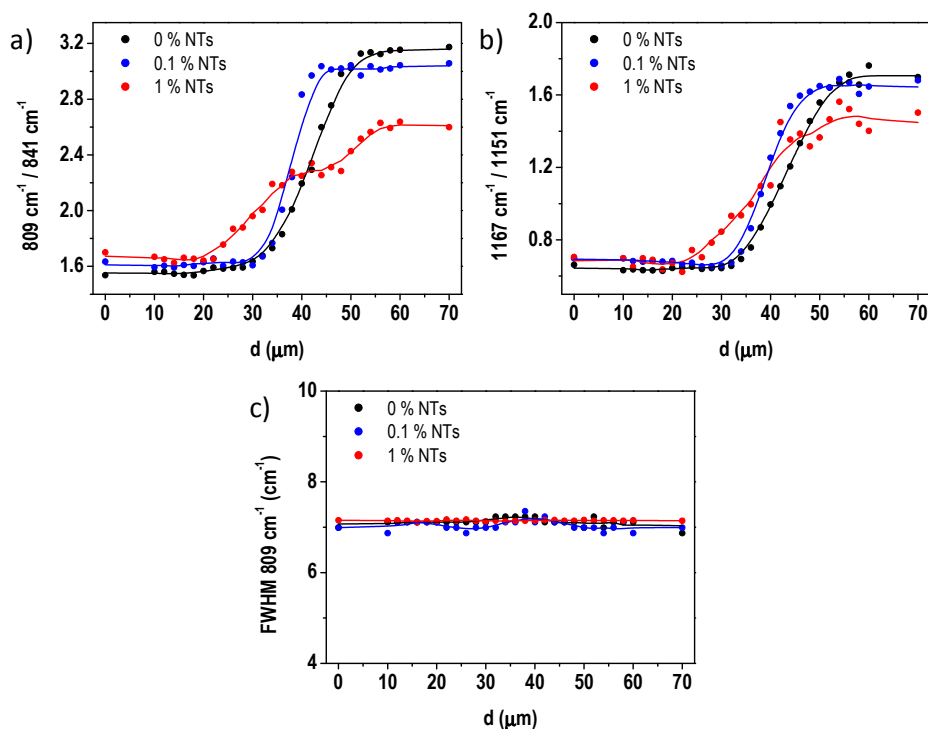 a)
0 % NTs
0.1 % NTs
1 % NTs
3.2
2.8
2.4
2.0
1.6
809 cm⁻¹ / 841 cm⁻¹
0 10 20 30 40 50 60 70
d (μm)
b)
0 % NTs
0.1 % NTs
1 % NTs
2.0
1.6
1.2
0.8
1167 cm⁻¹ / 1151 cm⁻¹
0 10 20 30 40 50 60 70
d (μm)
c)
0 % NTs
0.1 % NTs
1 % NTs
10
8
6
4
FWHM 809 cm⁻¹ (cm⁻¹)
0 10 20 30 40 50 60 70
d (μm)